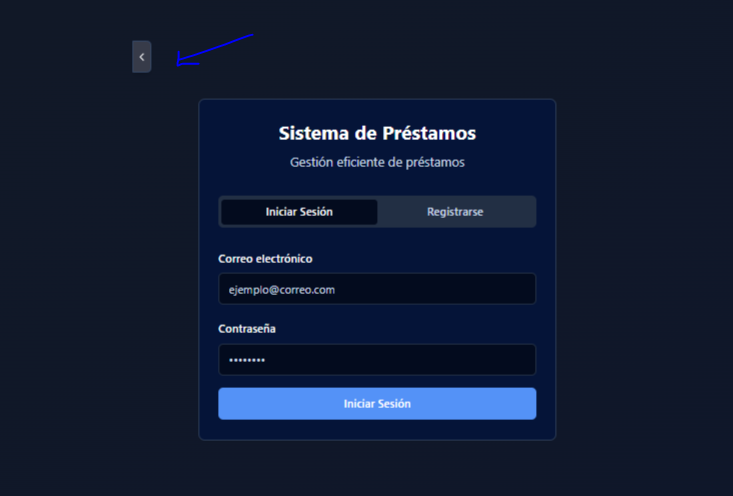 Sistema de Préstamos
Gestión eficiente de préstamos
Iniciar Sesión
Registrarse
Correo electrónico
ejemplo@correo.com
Contraseña
••••••••
Iniciar Sesión